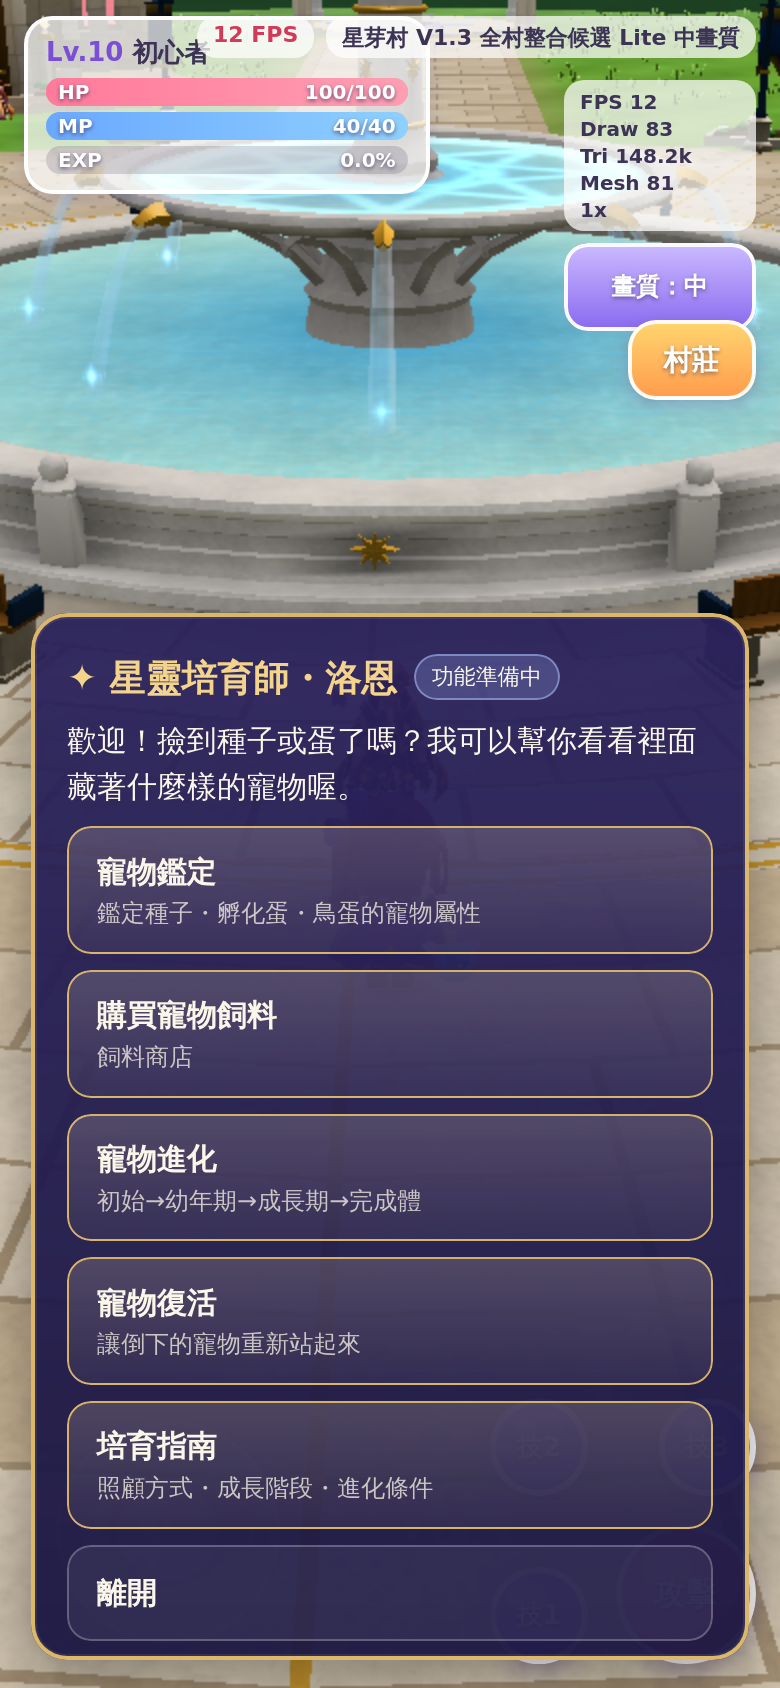 Lv.10 初心者
12 FPS
星芽村 V1.3 全村整合候選 Lite 中畫質
HP 100/100
MP 40/40
EXP 0.0%
FPS 12
Draw 83
Tri 148.2k
Mesh 81
1x
畫質：中
村莊
✦ 星靈培育師・洛恩 功能準備中
歡迎！撿到種子或蛋了嗎？我可以幫你看看裡面
藏著什麼樣的寵物喔。
寵物鑑定
鑑定種子・孵化蛋・鳥蛋的寵物屬性
購買寵物飼料
飼料商店
寵物進化
初始→幼年期→成長期→完成體
寵物復活
讓倒下的寵物重新站起來
培育指南
照顧方式・成長階段・進化條件
技2
技3
離開
技1
攻擊